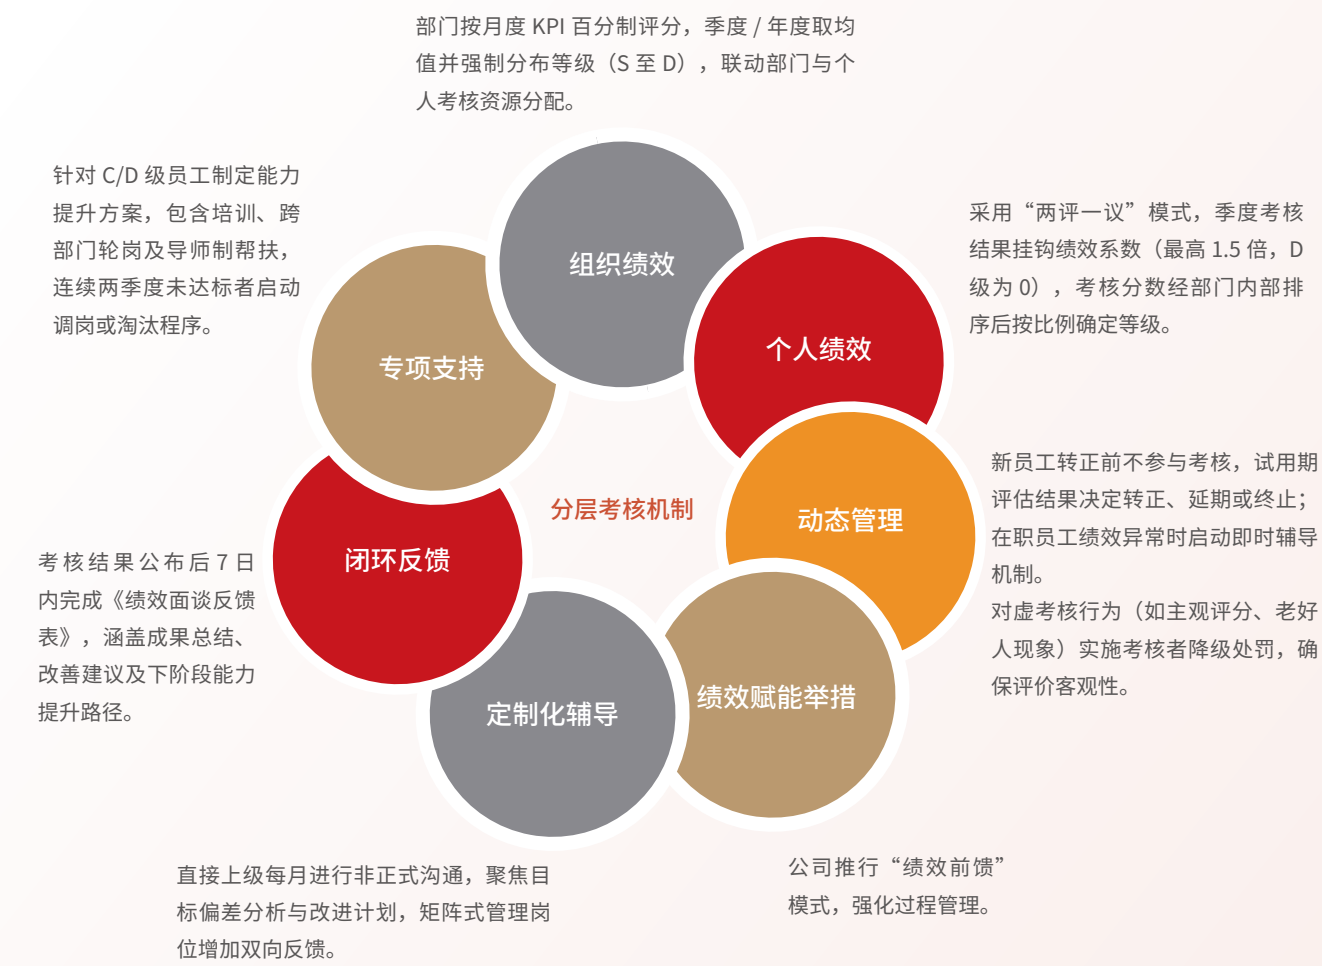 部门按月度 KPI 百分制评分，季度 / 年度取均
值并强制分布等级（S 至 D），联动部门与个
人考核资源分配。
组织绩效
采用“两评一议”模式，季度考核
结果挂钩绩效系数（最高 1.5 倍，D
级为 0），考核分数经部门内部排
序后按比例确定等级。
个人绩效
新员工转正前不参与考核，试用期
评估结果决定转正、延期或终止；
在职员工绩效异常时启动即时辅导
机制。
对虚考核行为（如主观评分、老好
人现象）实施考核者降级处罚，确
保评价客观性。
动态管理
绩效赋能举措
公司推行“绩效前馈”
模式，强化过程管理。
定制化辅导
直接上级每月进行非正式沟通，聚焦目
标偏差分析与改进计划，矩阵式管理岗
位增加双向反馈。
闭环反馈
考核结果公布后 7 日
内完成《绩效面谈反馈
表》，涵盖成果总结、
改善建议及下阶段能力
提升路径。
专项支持
针对 C/D 级员工制定能力
提升方案，包含培训、跨
部门轮岗及导师制帮扶，
连续两季度未达标者启动
调岗或淘汰程序。
分层考核机制